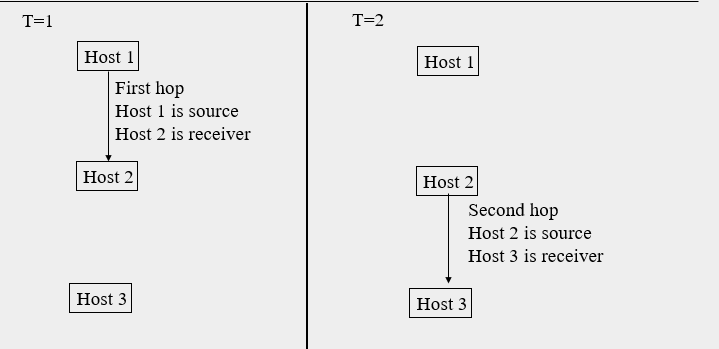 T=1
Host 1
First hop
Host 1 is source
Host 2 is receiver
Host 2
Host 3
T=2
Host 1
Host 2
Second hop
Host 2 is source
Host 3 is receiver
Host 3